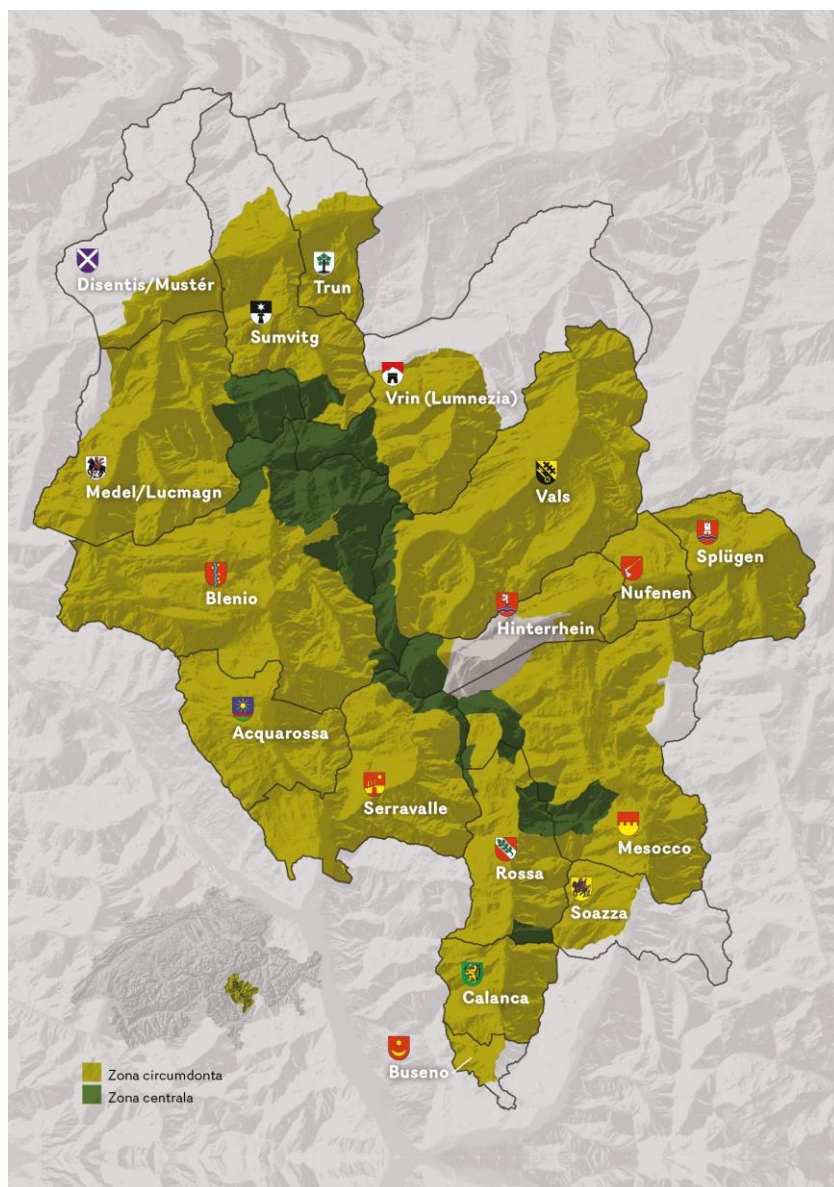 Disentis/Mustér
Trun
Sumvitg
Vrin (Lumnezia)
Medel/Lucmagn
Vals
Splügen
Nufenen
Blenio
Hinterrhein
Acquarossa
Serravalle
Mesocco
Rossa
Soazza
Calanca
Buseno
Zona circumdonta
Zona centrala